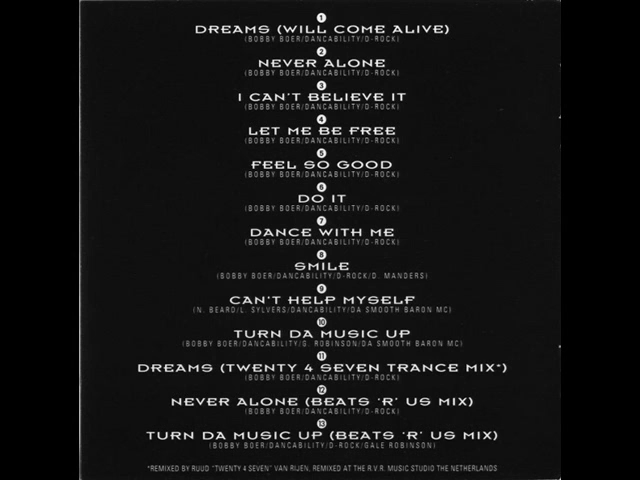 1
DREAMS (WILL COME ALIVE)
(BOBBY BOER/DANCABILITY/D-ROCK)
2
NEVER ALONE
(BOBBY BOER/DANCABILITY/D-ROCK)
3
I CAN'T BELIEVE IT
(BOBBY BOER/DANCABILITY/D-ROCK)
4
LET ME BE FREE
(BOBBY BOER/DANCABILITY/D-ROCK)
5
FEEL SO GOOD
(BOBBY BOER/DANCABILITY/D-ROCK)
6
DO IT
(BOBBY BOER/DANCABILITY/D-ROCK)
7
DANCE WITH ME
(BOBBY BOER/DANCABILITY/D-ROCK)
8
SMILE
(BOBBY BOER/DANCABILITY/D-ROCK/D. MANDERS)
9
CAN'T HELP MYSELF
(N. BEARD/L. SYLVERS/DANCABILITY/DA SMOOTH BARON MC)
10
TURN DA MUSIC UP
(BOBBY BOER/DANCABILITY/G. ROBINSON/DA SMOOTH BARON MC)
11
DREAMS (TWENTY 4 SEVEN TRANCE MIX*)
(BOBBY BOER/DANCABILITY/D-ROCK)
12
NEVER ALONE (BEATS 'R' US MIX)
(BOBBY BOER/DANCABILITY/D-ROCK)
13
TURN DA MUSIC UP (BEATS 'R' US MIX)
(BOBBY BOER/DANCABILITY/D-ROCK/GALE ROBINSON)
*REMIXED BY RUUD "TWENTY 4 SEVEN" VAN RIJEN; REMIXED AT THE R.V.R. MUSIC STUDIO THE NETHERLANDS